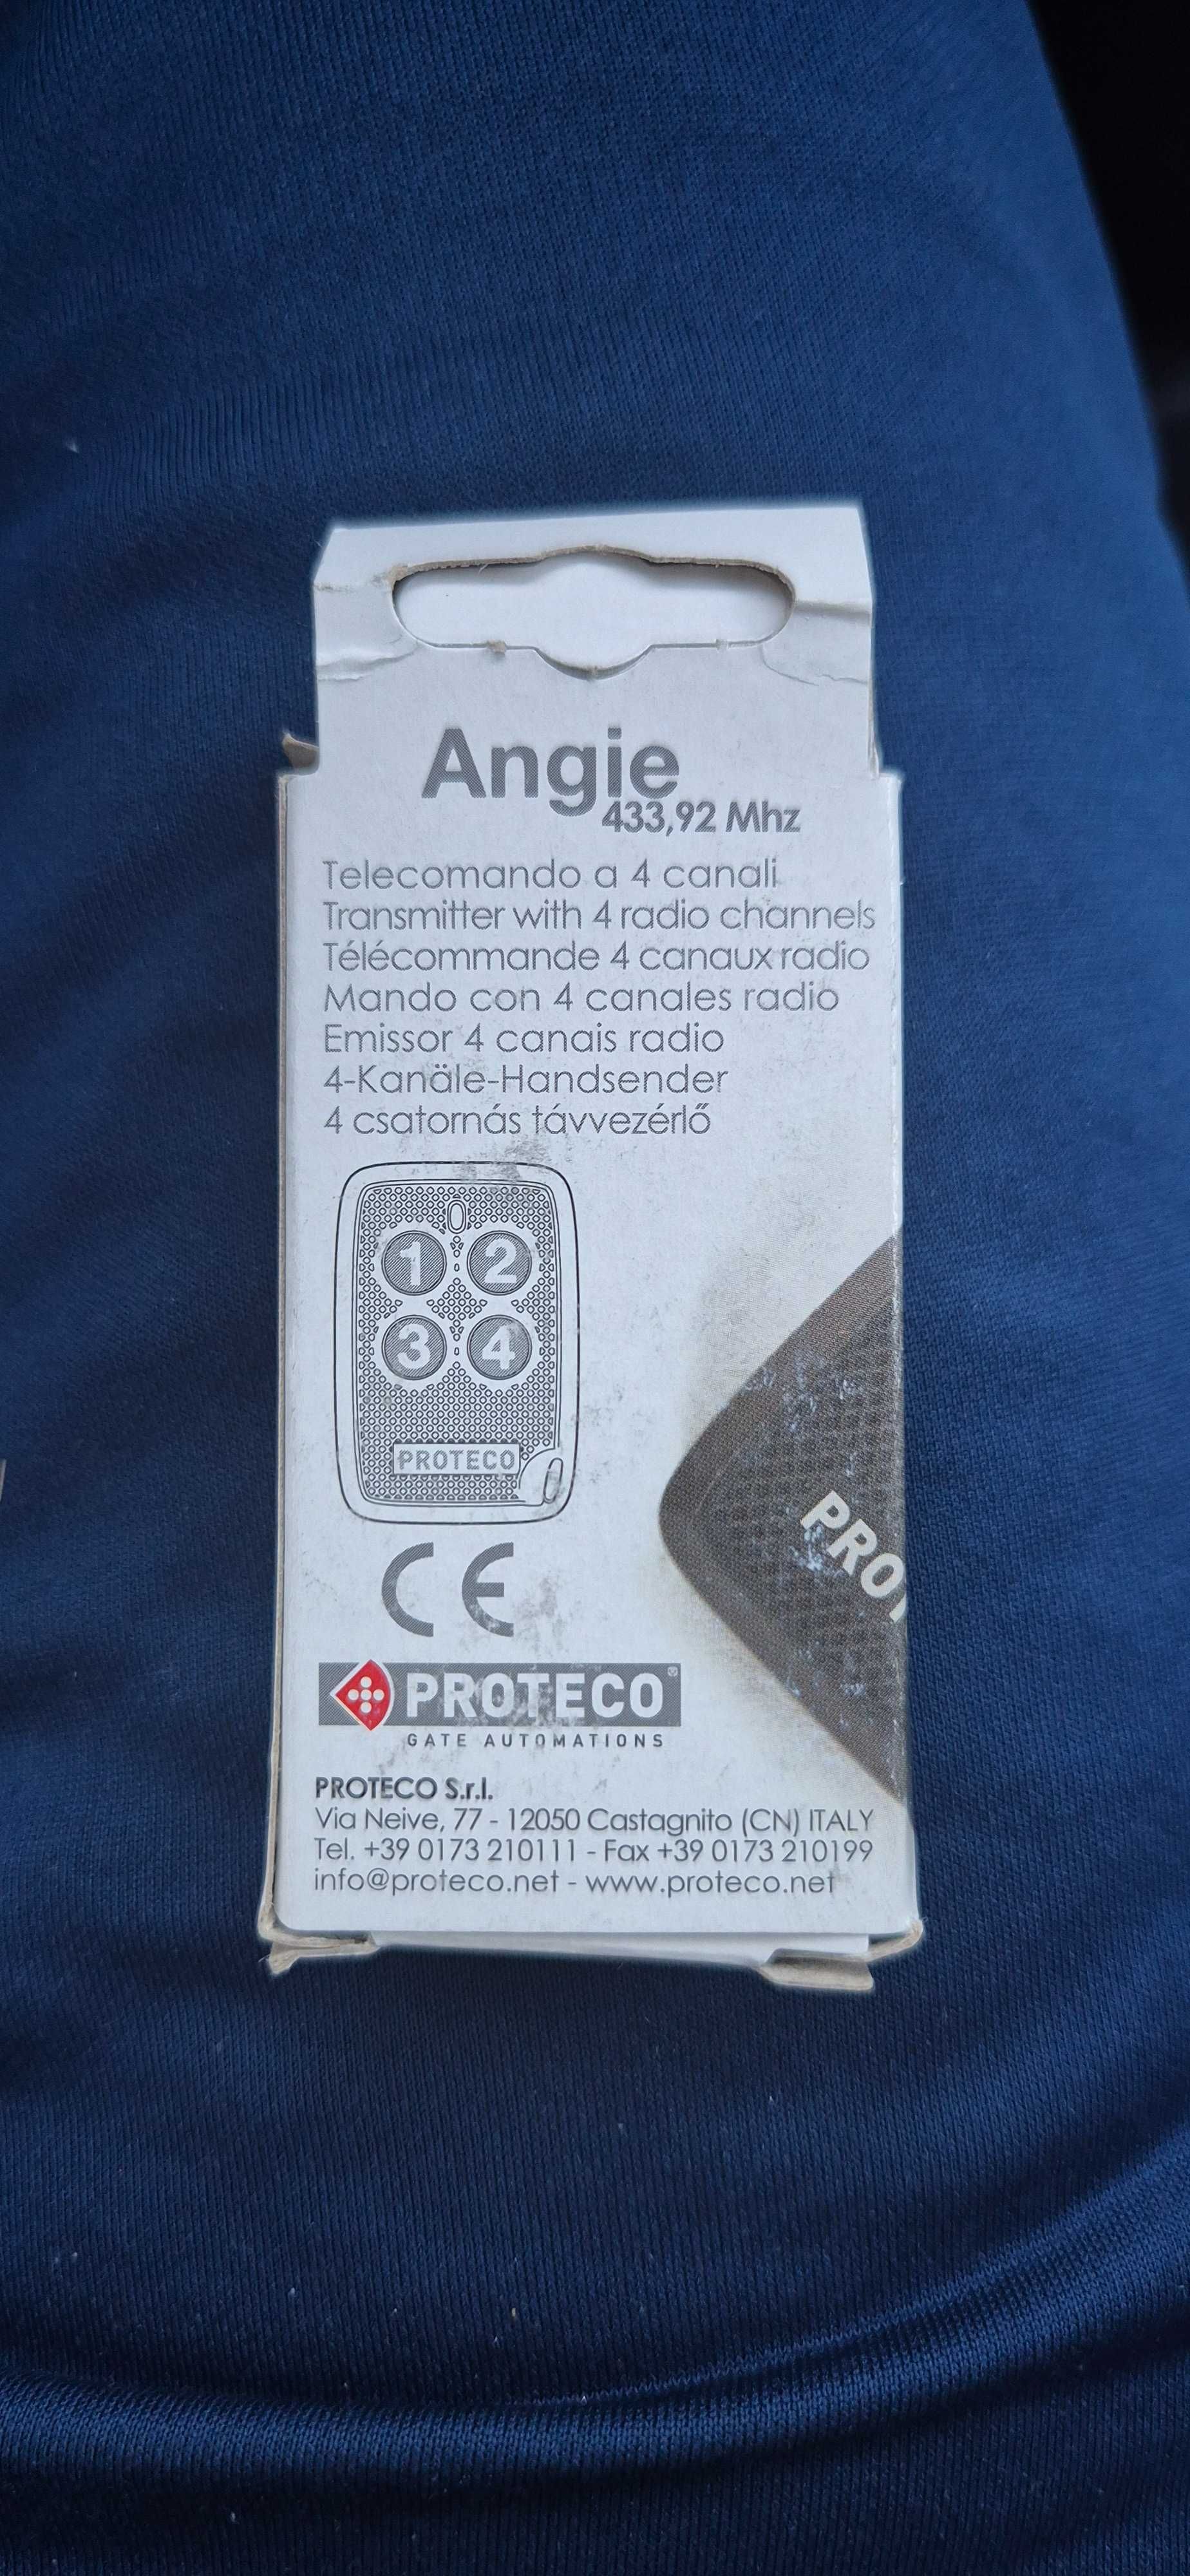 Angie
433,92 Mhz
Telecomando a 4 canali
Transmitter with 4 radio channels
Télécommande 4 canaux radio
Mando con 4 canales radio
Emissor 4 canais radio
4-Kanäle-Handsender
4 csatornás távvezérlő
1 2
3 4
PROTECO
PRO
CE
PROTECO®
GATE AUTOMATIONS
PROTECO S.r.l.
Via Neive, 77 - 12050 Castagnito (CN) ITALY
Tel. +39 0173 210111 - Fax +39 0173 210199
info@proteco.net - www.proteco.net